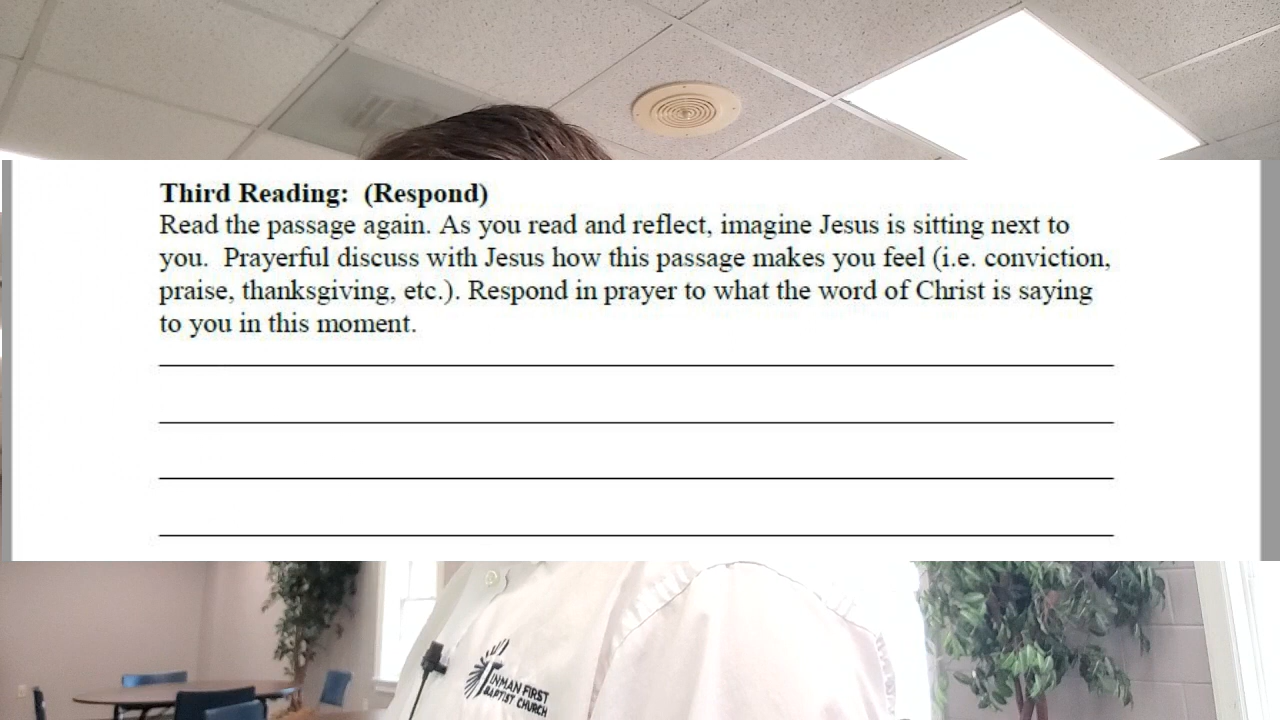 Third Reading:  (Respond)
Read the passage again. As you read and reflect, imagine Jesus is sitting next to
you.  Prayerful discuss with Jesus how this passage makes you feel (i.e. conviction,
praise, thanksgiving, etc.). Respond in prayer to what the word of Christ is saying
to you in this moment.
INMAN FIRST
BAPTIST CHURCH